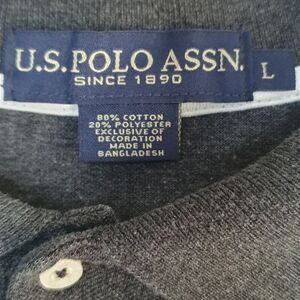 U.S. POLO ASSN.
SINCE 1890
L
80% COTTON
20% POLYESTER
EXCLUSIVE OF
DECORATION
MADE IN
BANGLADESH